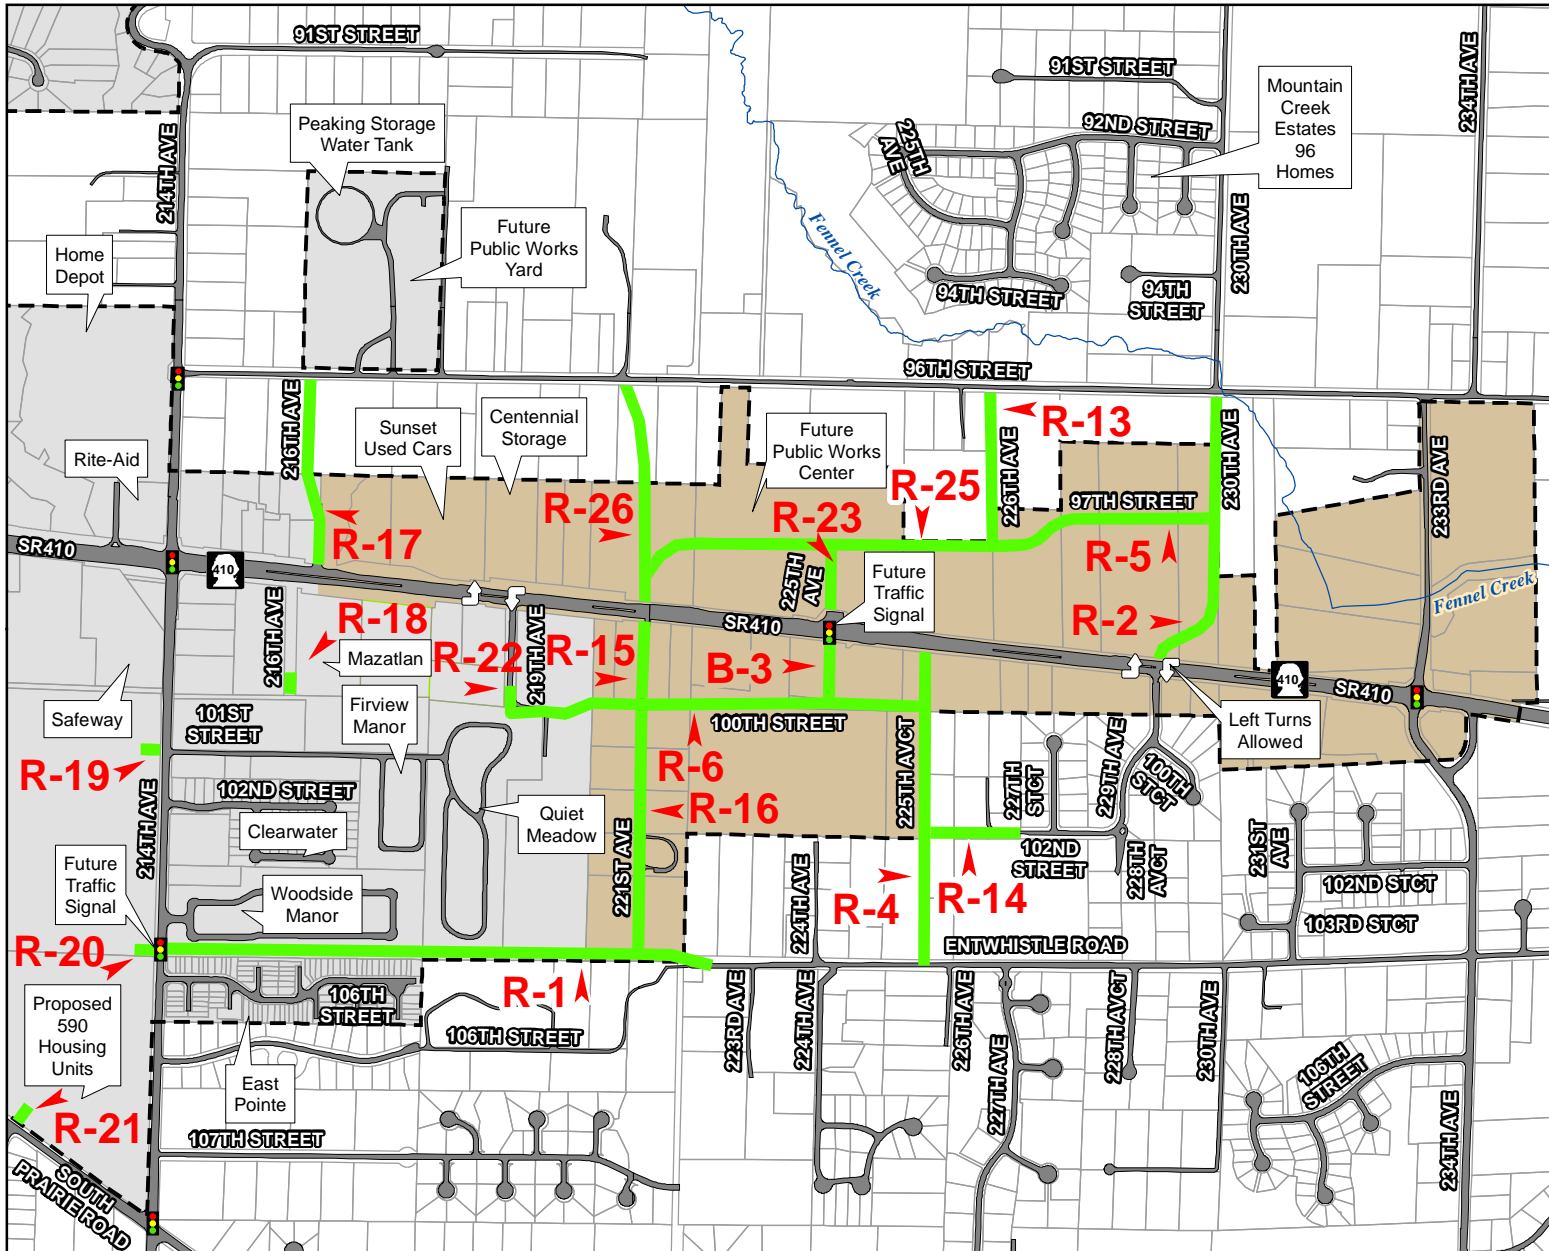 91ST STREET
91ST STREET
Mountain
Creek
Estates
96
Homes
234TH AVE
Peaking Storage
Water Tank
92ND STREET
225TH
AVE
214TH AVE
Future
Public Works
Yard
Home
Depot
Fennel Creek
230TH AVE
94TH STREET
94TH
STREET
96TH STREET
216TH AVE
Sunset
Used Cars
Centennial
Storage
Future
Public Works
Center
R-13
226TH AVE
230TH AVE
233RD AVE
Rite-Aid
R-25
97TH STREET
R-26
R-23
R-17
R-5
SR410
410
225TH
AVE
Future
Traffic
Signal
Fennel Creek
R-18
216TH AVE
Mazatlan
R-22
219TH AVE
R-15
SR410
R-2
B-3
410
SR410
Safeway
101ST
STREET
Firview
Manor
100TH STREET
225TH AVCT
Left Turns
Allowed
229TH AVE
227TH
STCT
100TH
STCT
R-19
R-6
102ND STREET
R-16
Quiet
Meadow
Clearwater
214TH AVE
221ST AVE
102ND
STREET
228TH
AVCT
231ST
AVE
Future
Traffic
Signal
Woodside
Manor
224TH AVE
R-4
R-14
102ND STCT
103RD STCT
ENTWHISTLE ROAD
R-20
R-1
Proposed
590
Housing
Units
106TH
STREET
106TH STREET
223RD AVE
224TH AVE
226TH AVE
227TH AVE
228TH AVCT
230TH AVE
106TH
STREET
East
Pointe
R-21
107TH STREET
234TH AVE
SOUTH
PRAIRIE ROAD